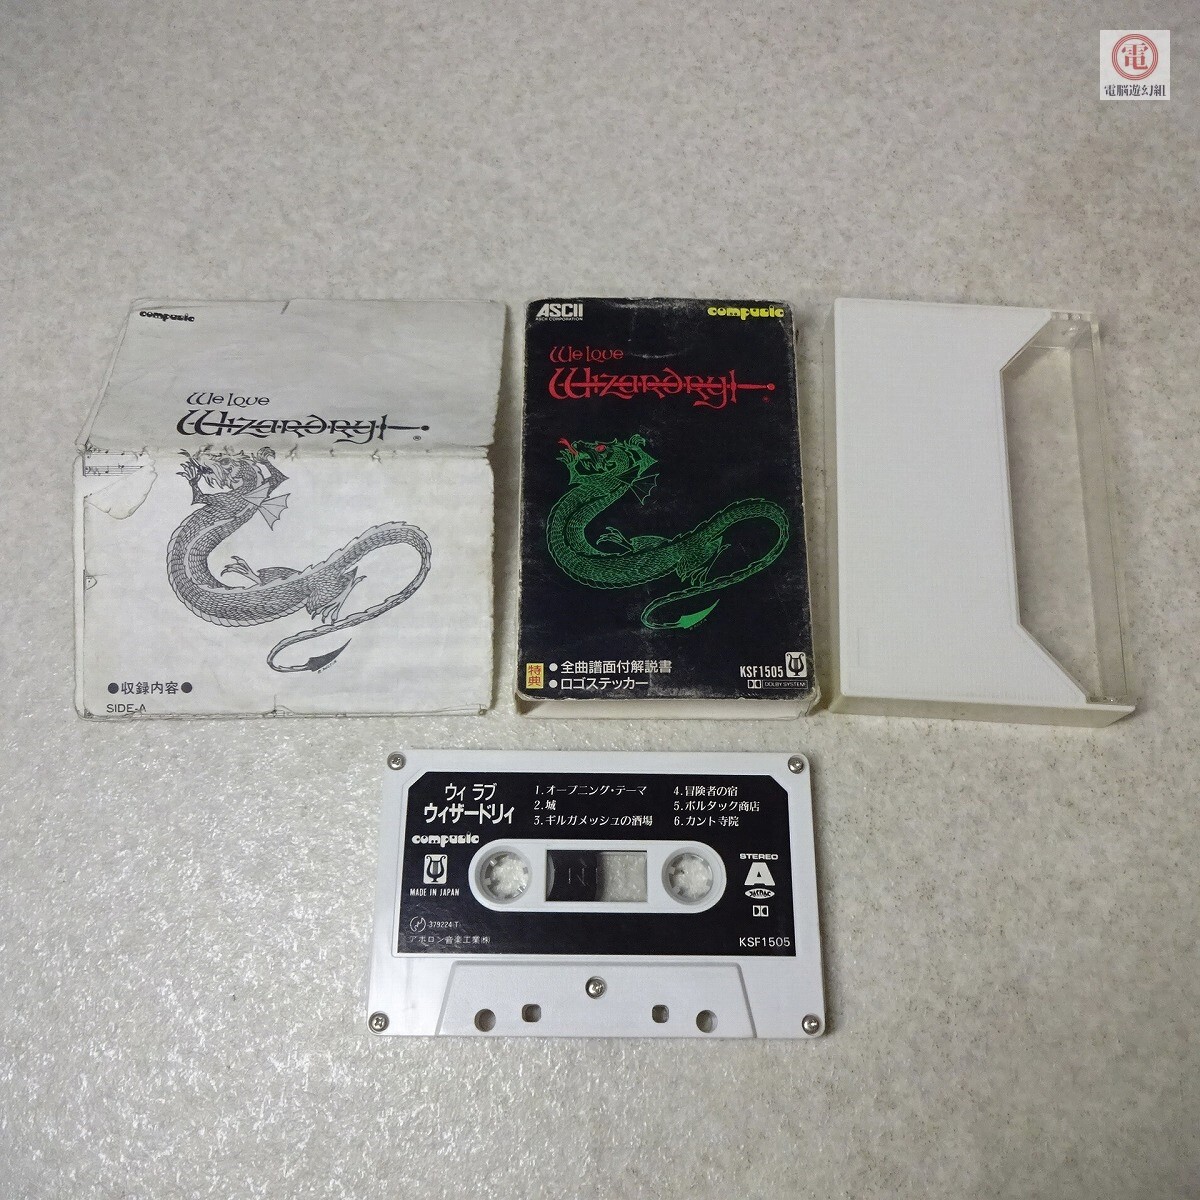 電
電脳遊幻組
compusic
We Love
Wizardry
®
●収録内容●
SIDE-A
ASCII
ASCII CORPORATION
compusic
We Love
Wizardry
®
特典
●全曲譜面付解説書
●ロゴステッカー
KSF1505
DOLBY SYSTEM
ウィ ラブ
ウィザードリィ
compusic
MADE IN JAPAN
379224-T
アポロン音楽工業㈱
1.オープニング・テーマ
2.城
3.ギルガメッシュの酒場
4.冒険者の宿
5.ボルタック商店
6.カント寺院
STEREO
A
KSF1505